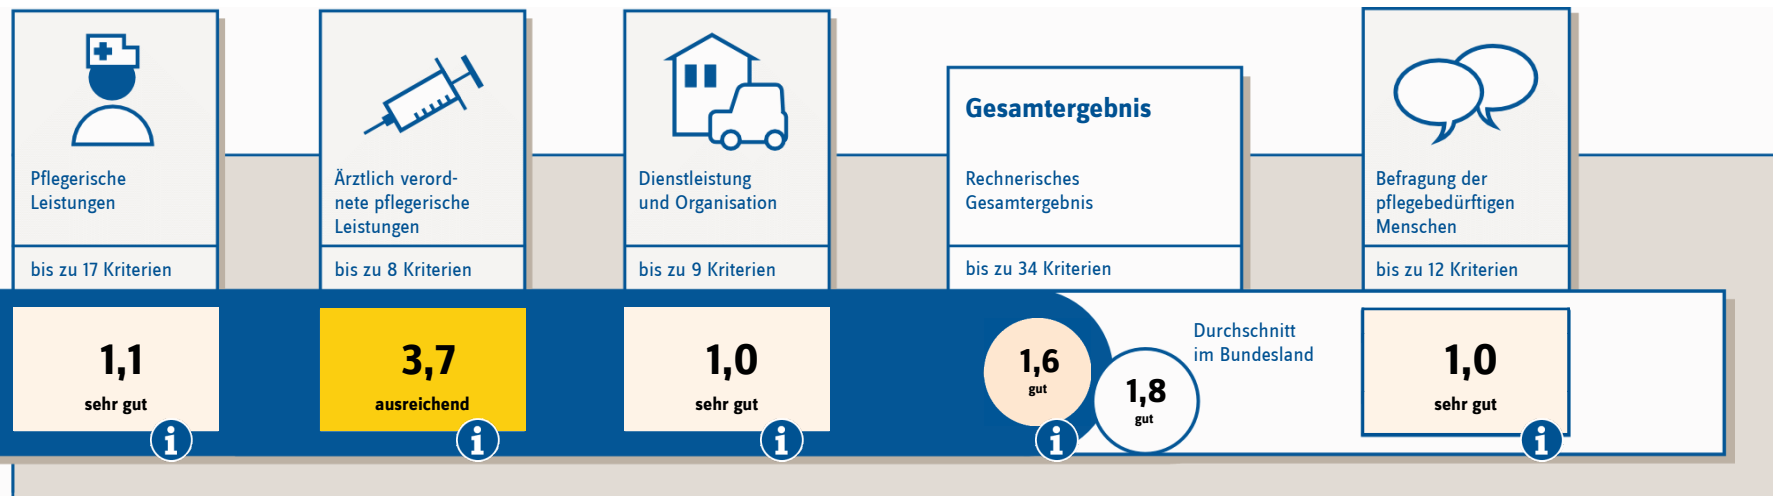 Pflegerische
Leistungen
bis zu 17 Kriterien
1,1
sehr gut
i
Ärztlich verord-
nete pflegerische
Leistungen
bis zu 8 Kriterien
3,7
ausreichend
i
Dienstleistung
und Organisation
bis zu 9 Kriterien
1,0
sehr gut
i
Gesamtergebnis
Rechnerisches
Gesamtergebnis
bis zu 34 Kriterien
1,6
gut
i
Durchschnitt
im Bundesland
1,8
gut
Befragung der
pflegebedürftigen
Menschen
bis zu 12 Kriterien
1,0
sehr gut
i